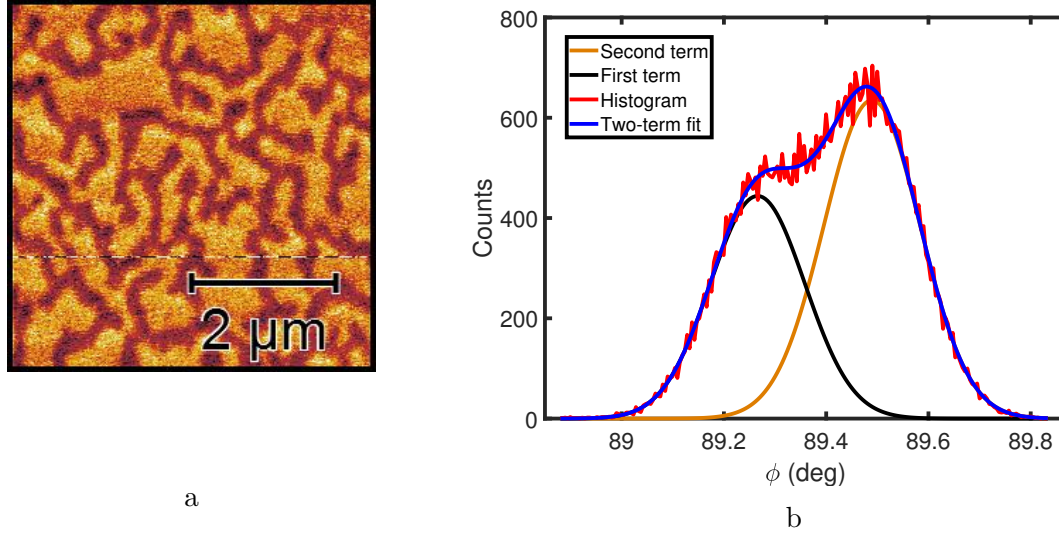 2 µm
a
800
600
400
200
0
Counts
Second term
First term
Histogram
Two-term fit
89
89.2
89.4
89.6
89.8
ϕ (deg)
b